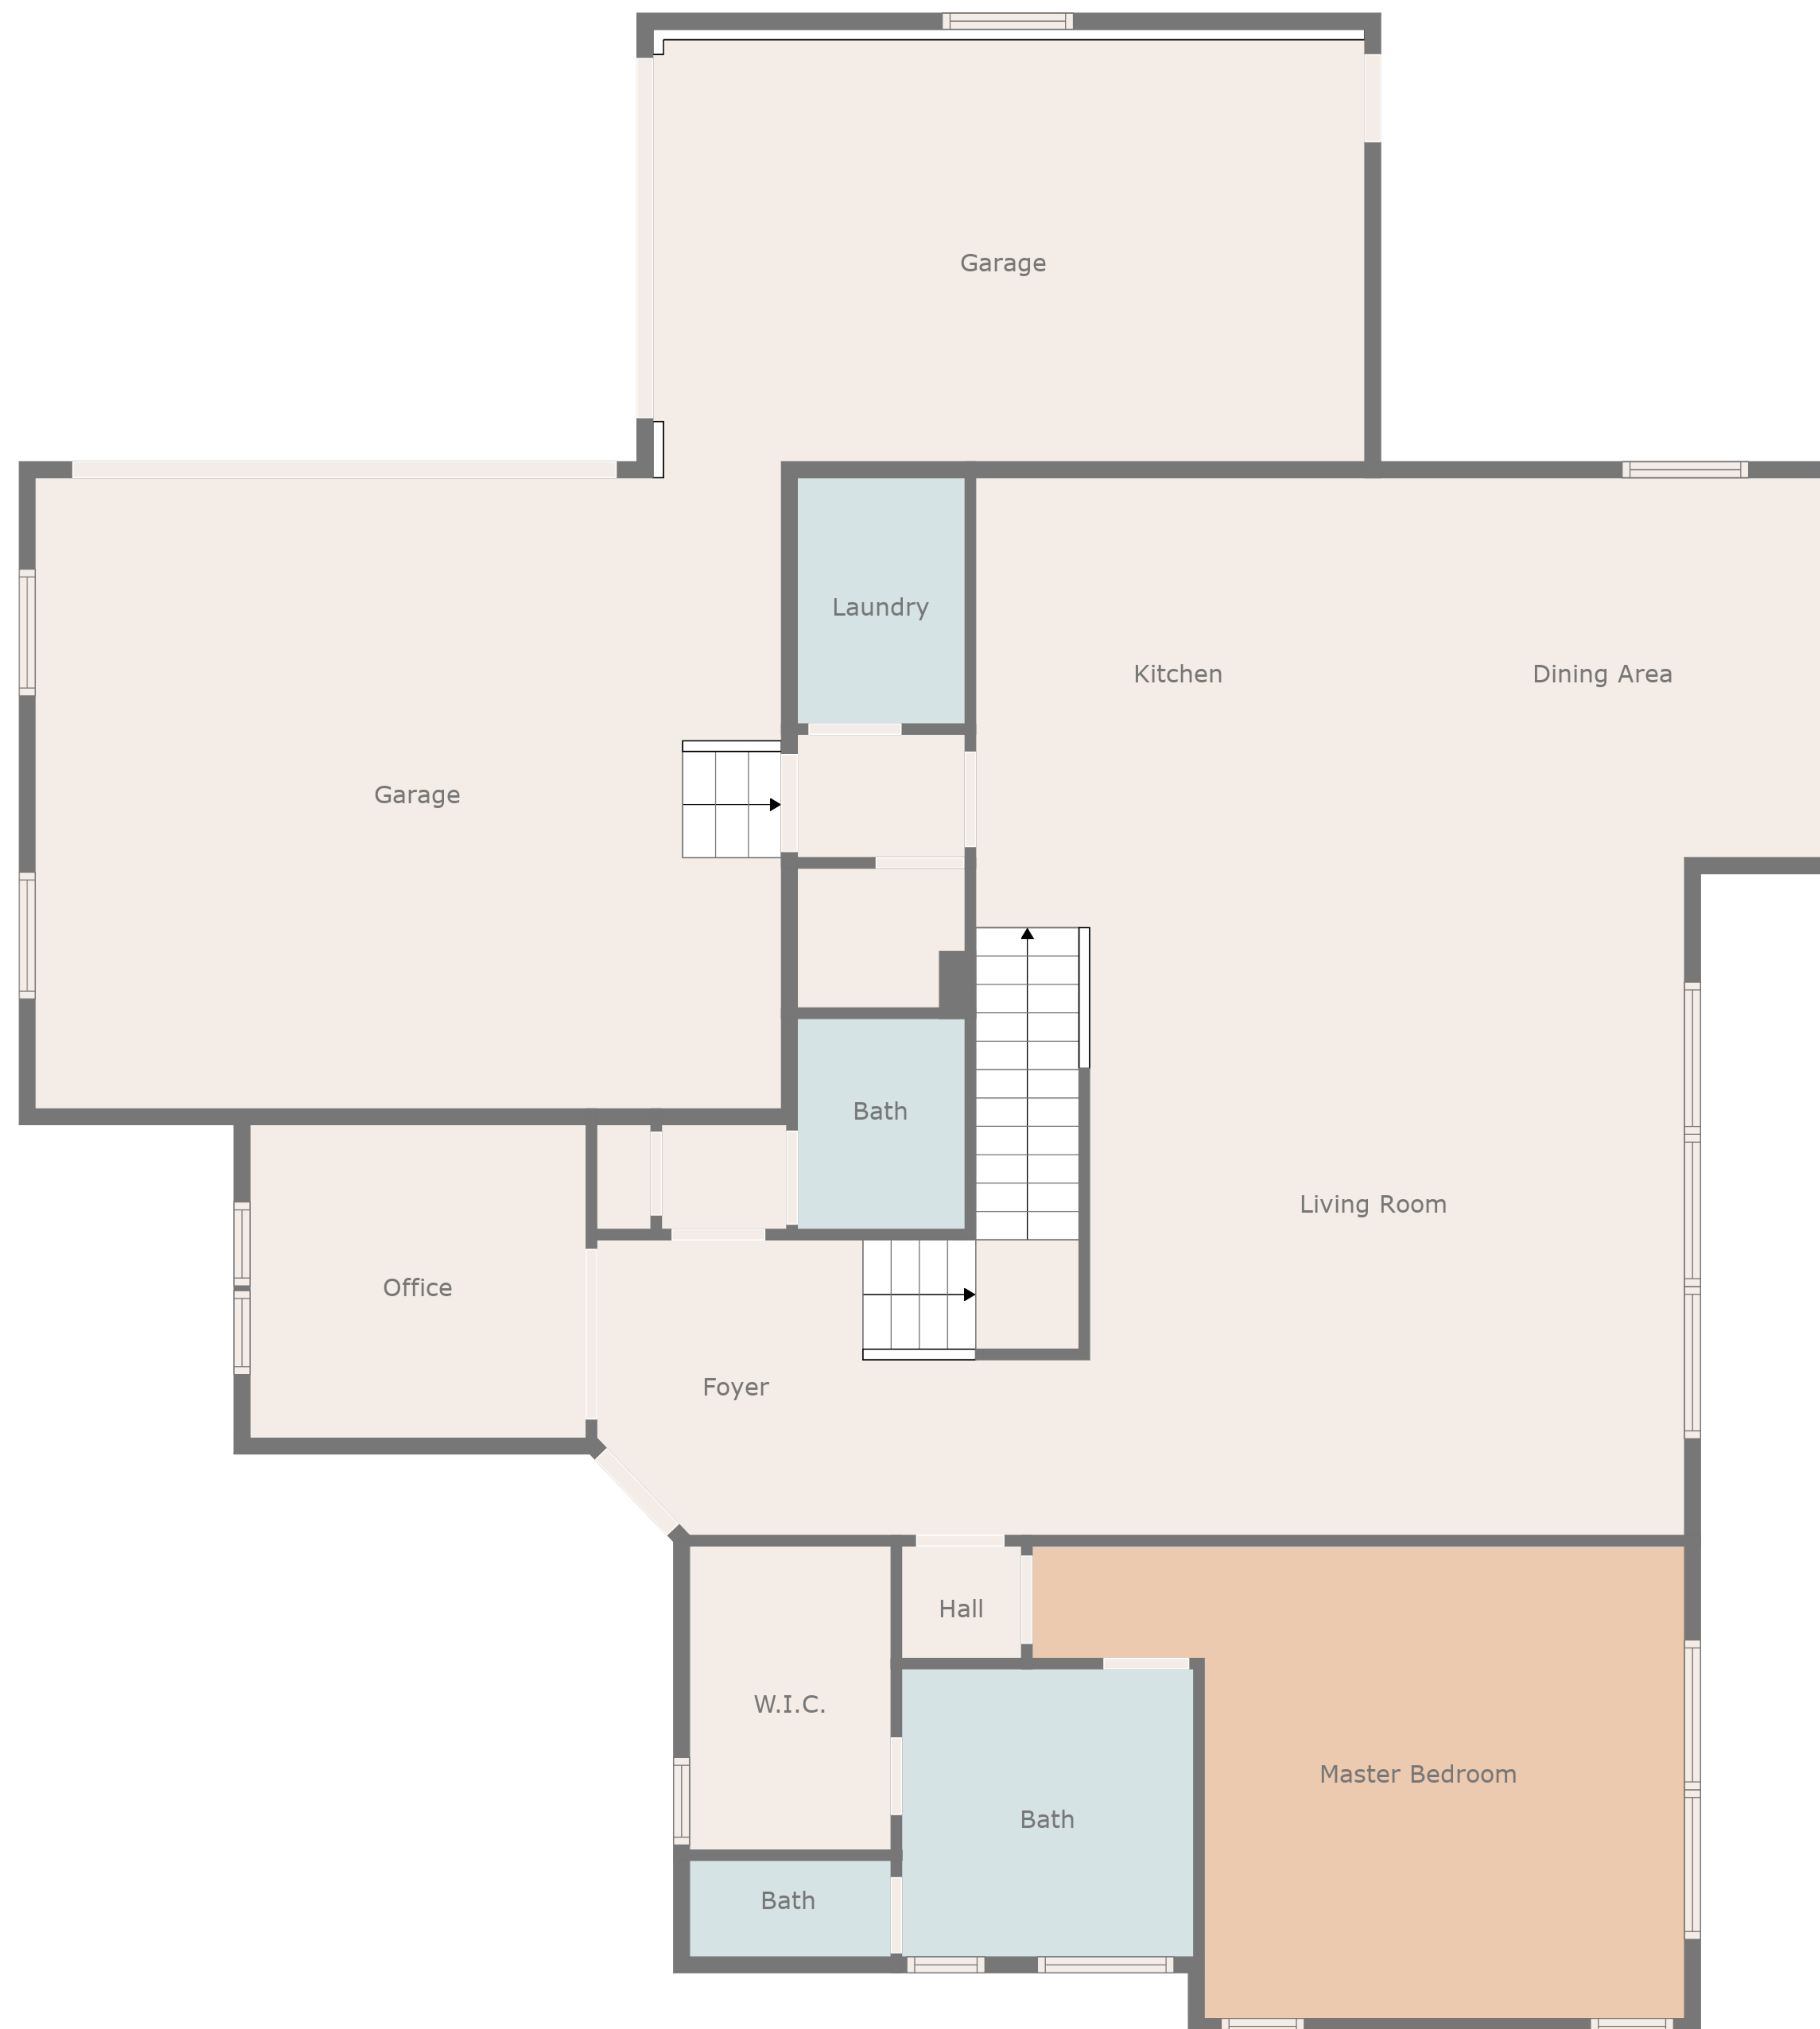 Garage
Laundry
Kitchen
Dining Area
Garage
Bath
Living Room
Office
Foyer
Hall
W.I.C.
Master Bedroom
Bath
Bath